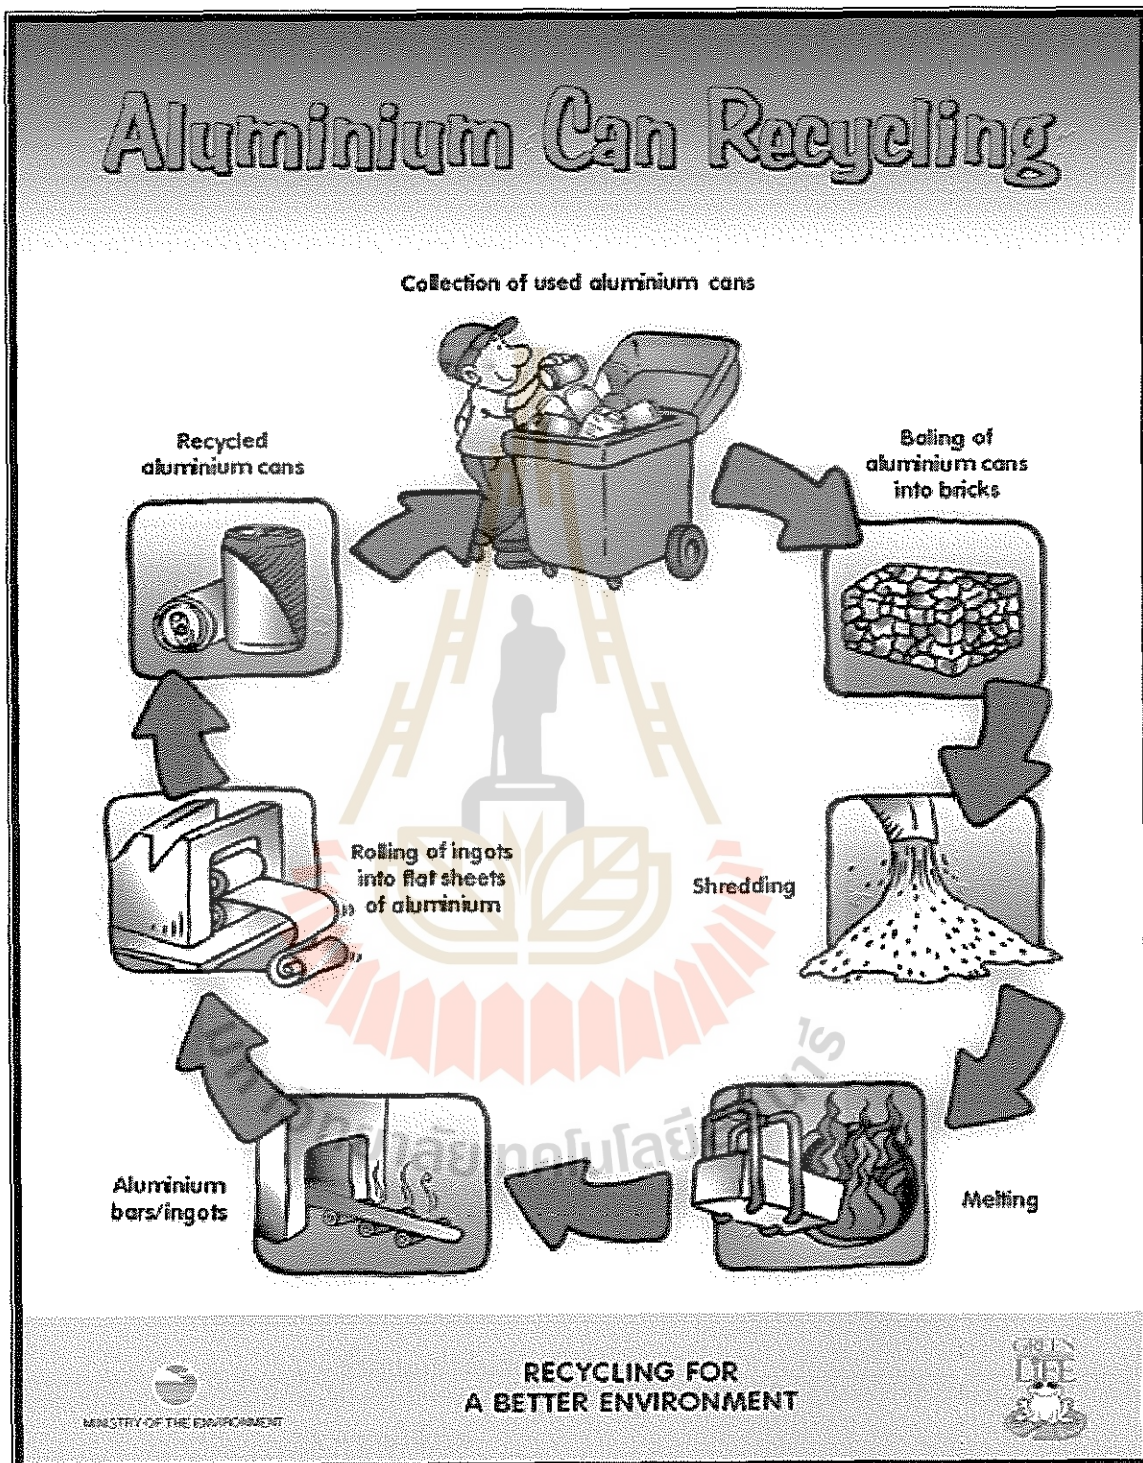 Aluminium Can Recycling
Collection of used aluminium cans
Recycled
aluminium cans
Baling of
aluminium cans
into bricks
Rolling of ingots
into flat sheets
of aluminium
Shredding
Aluminium
bars/ingots
Melting
RECYCLING FOR
A BETTER ENVIRONMENT
MINISTRY OF THE ENVIRONMENT
GREEN
LIFE